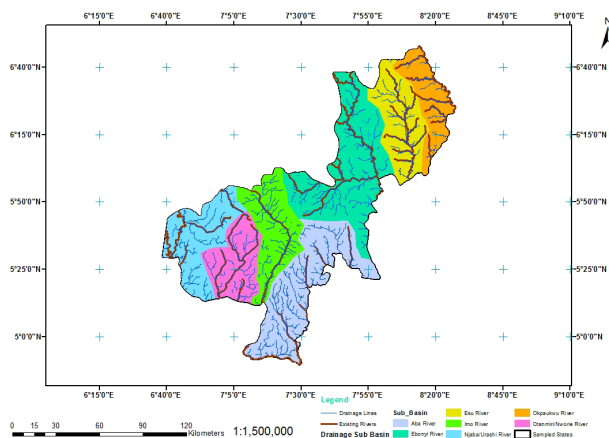 6°15'0"E 6°40'0"E 7°5'0"E 7°30'0"E 7°55'0"E 8°20'0"E 8°45'0"E 9°10'0"E
N
6°40'0"N 6°40'0"N
6°15'0"N 6°15'0"N
5°50'0"N 5°50'0"N
5°25'0"N 5°25'0"N
5°0'0"N 5°0'0"N
6°15'0"E 6°40'0"E 7°5'0"E 7°30'0"E 7°55'0"E 8°20'0"E 8°45'0"E 9°10'0"E
Legend
Drainage Lines Sub_Basin Esu River Okpaukwu River
Existing Rivers Aba River Imo River Otanmiri/Nworie River
Drainage Sub Basin Ebonyi River Njaba/Urashi River Sampled States
0 15 30 60 90 120 Kilometers 1:1,500,000